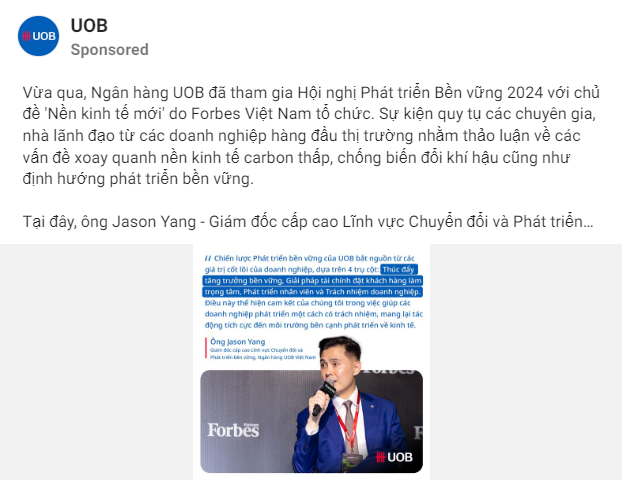 UOB
UOB
Sponsored
Vừa qua, Ngân hàng UOB đã tham gia Hội nghị Phát triển Bền vững 2024 với chủ
đề 'Nền kinh tế mới' do Forbes Việt Nam tổ chức. Sự kiện quy tụ các chuyên gia,
nhà lãnh đạo từ các doanh nghiệp hàng đầu thị trường nhằm thảo luận về các
vấn đề xoay quanh nền kinh tế carbon thấp, chống biến đổi khí hậu cũng như
định hướng phát triển bền vững.
Tại đây, ông Jason Yang - Giám đốc cấp cao Lĩnh vực Chuyển đổi và Phát triển...
Chiến lược Phát triển bền vững của UOB bắt nguồn từ các
giá trị cốt lõi của doanh nghiệp, dựa trên 4 trụ cột: Thúc đẩy
tăng trưởng bền vững, Giải pháp tài chính đặt khách hàng làm
trọng tâm, Phát triển nhân viên và Trách nhiệm doanh nghiệp.
Điều này thể hiện cam kết của chúng tôi trong việc giúp các
doanh nghiệp phát triển một cách có trách nhiệm, mang lại tác
động tích cực đến môi trường bên cạnh phát triển về kinh tế.
Ông Jason Yang
Giám đốc cấp cao Lĩnh vực Chuyển đổi và
Phát triển bền vững, Ngân hàng UOB Việt Nam
Forbes
UOB